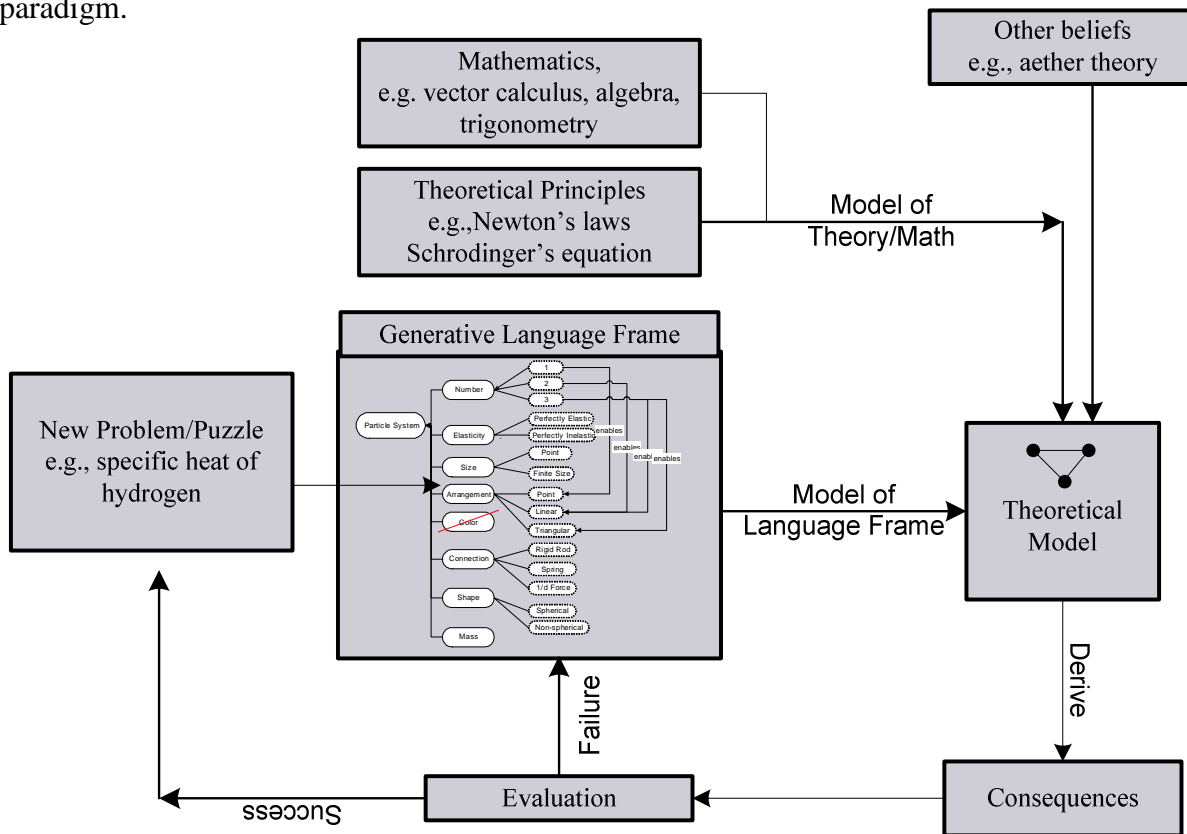 paradigm.
Other beliefs
e.g., aether theory
Mathematics,
e.g. vector calculus, algebra,
trigonometry
Theoretical Principles
e.g.,Newton's laws
Schrodinger's equation
Model of
Theory/Math
Generative Language Frame
New Problem/Puzzle
e.g., specific heat of
hydrogen
Particle System
Number
1
2
3
Elasticity
Perfectly Elastic
Perfectly Inelastic
enables
enables
enabl
enables
Size
Point
Finite Size
Arrangement
Point
Linear
Triangular
Color
Connection
Rigid Rod
Spring
1/d Force
Shape
Spherical
Non-spherical
Mass
Model of
Language Frame
Theoretical
Model
Derive
Failure
Success
Evaluation
Consequences